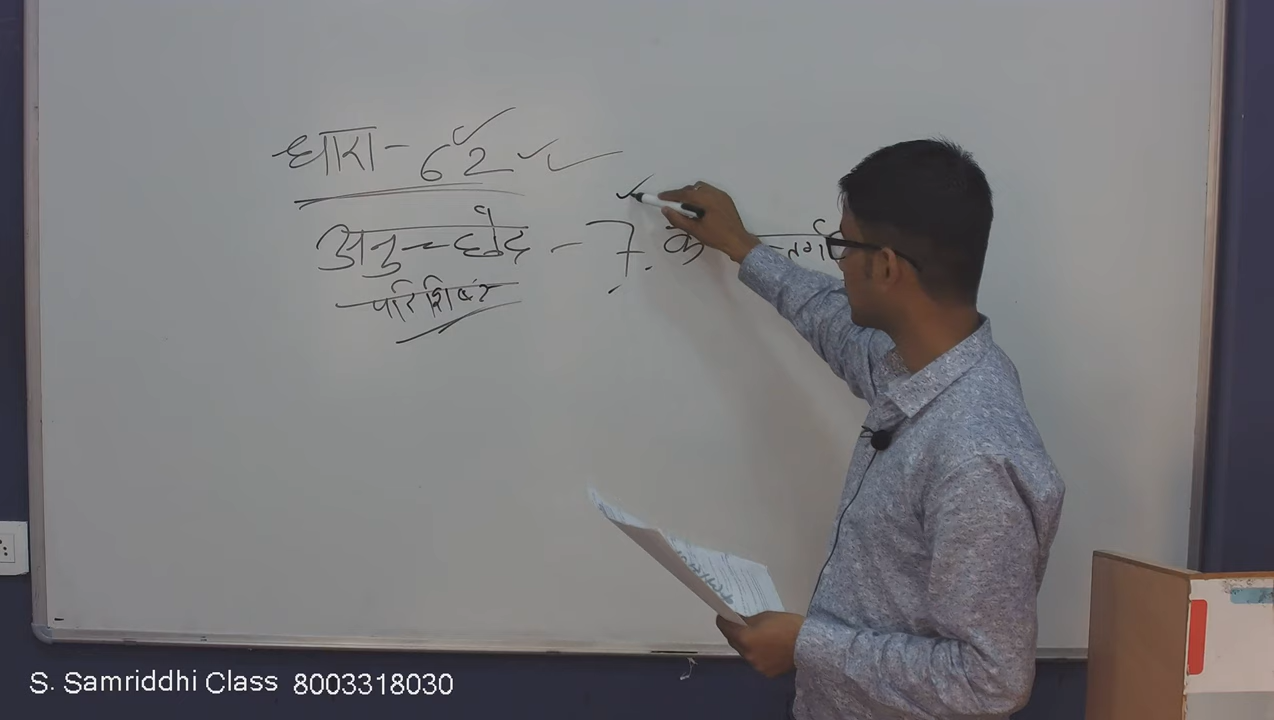 धारा - 62
अनुच्छेद - 7. के
परिशिष्ट
S. Samriddhi Class 8003318030